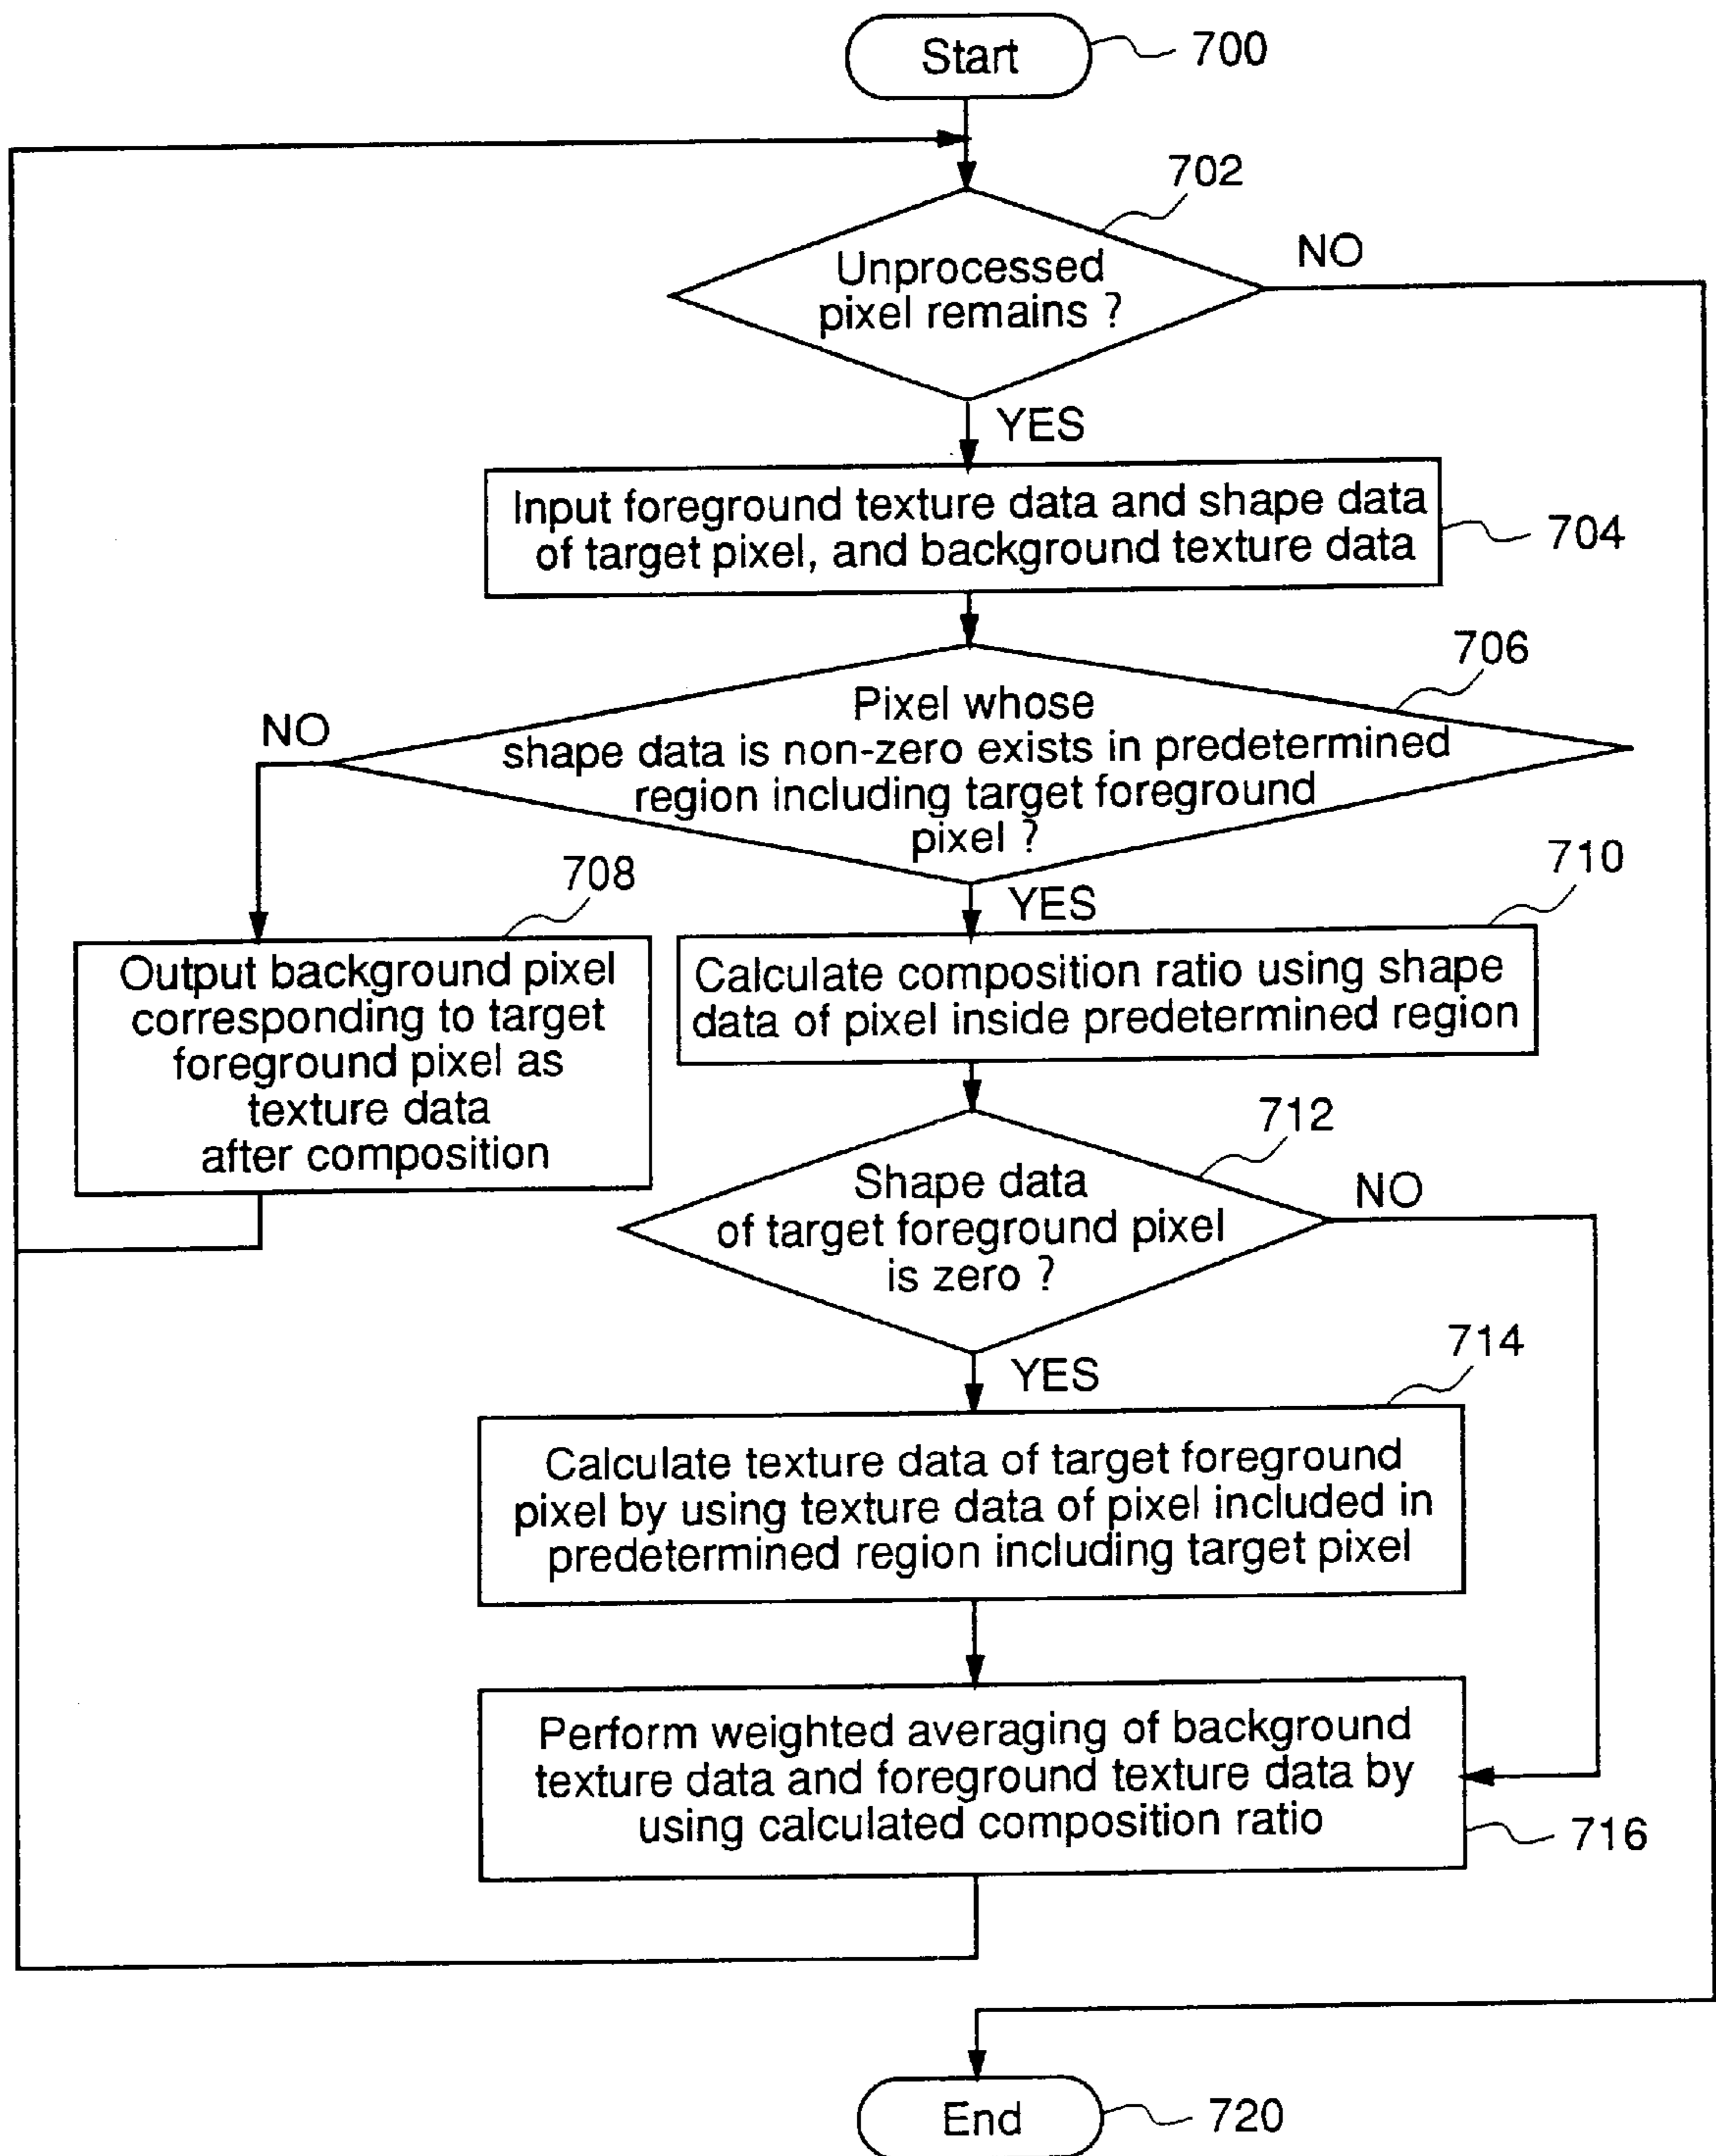 Start
700
702
Unprocessed
pixel remains ?
NO
YES
Input foreground texture data and shape data
of target pixel, and background texture data
704
706
Pixel whose
shape data is non-zero exists in predetermined
region including target foreground
pixel ?
NO
YES
708
Output background pixel
corresponding to target
foreground pixel as
texture data
after composition
710
Calculate composition ratio using shape
data of pixel inside predetermined region
712
Shape data
of target foreground pixel
is zero ?
NO
YES
714
Calculate texture data of target foreground
pixel by using texture data of pixel included in
predetermined region including target pixel
Perform weighted averaging of background
texture data and foreground texture data by
using calculated composition ratio
716
End
720